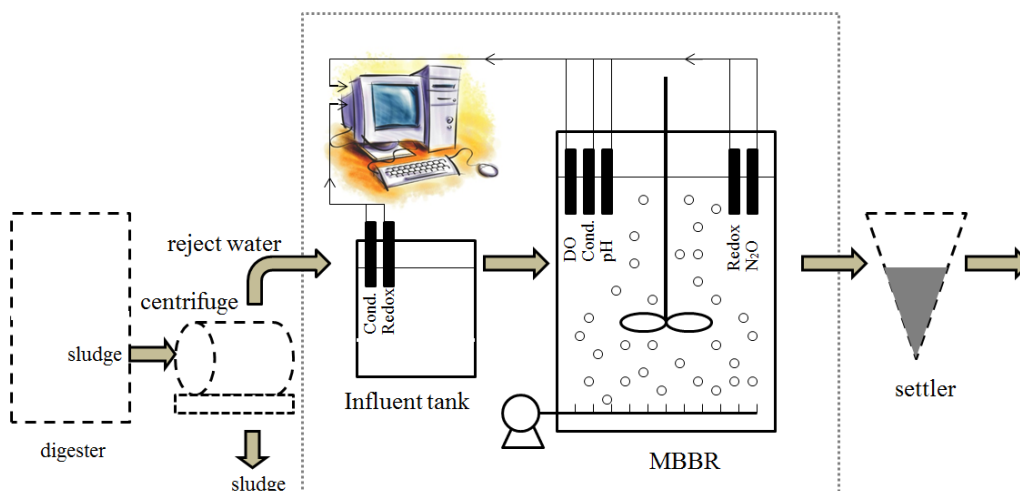 reject water
centrifuge
sludge
digester
sludge
Cond.
Redox
Influent tank
DO
Cond.
pH
Redox
N₂O
MBBR
settler